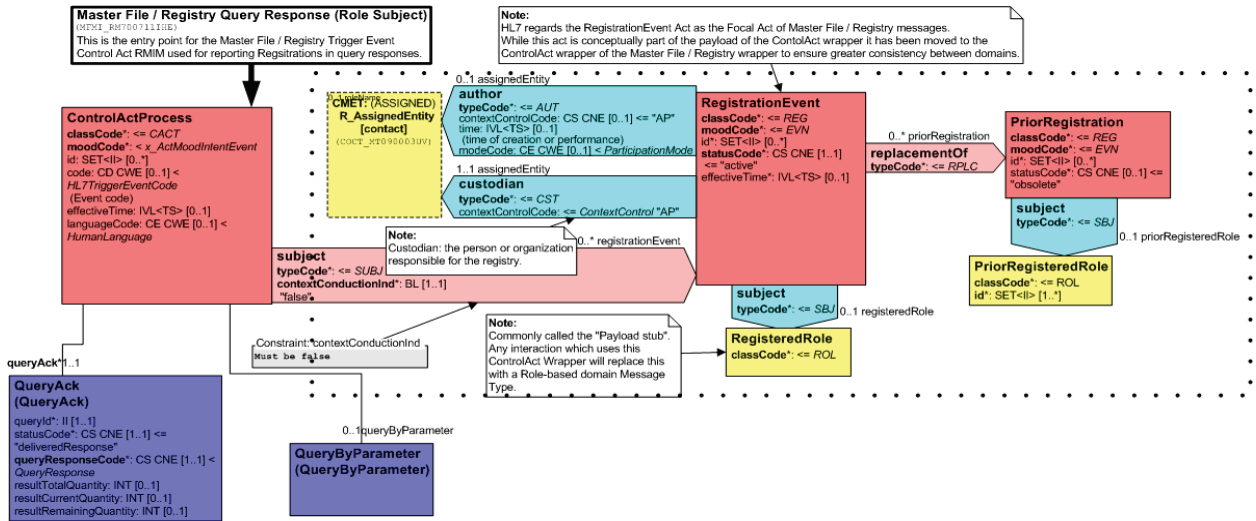 Master File / Registry Query Response (Role Subject)
(MFMI_RM700711IHE)
This is the entry point for the Master File / Registry Trigger Event
Control Act RMIM used for reporting Regsitrations in query responses.
Note:
HL7 regards the RegistrationEvent Act as the Focal Act of Master File / Registry messages.
While this act is conceptually part of the payload of the ContolAct wrapper it has been moved to the
ControlAct wrapper of the Master File / Registry wrapper to ensure greater consistency between domains.
ControlActProcess
classCode*: <= CACT
moodCode*: < x_ActMoodIntentEvent
id: SET<II> [0..*]
code: CD CWE [0..1] <
HL7TriggerEventCode
(Event code)
effectiveTime: IVL<TS> [0..1]
languageCode: CE CWE [0..1] <
HumanLanguage
0..1 roleName
CMET: (ASSIGNED)
R_AssignedEntity
[contact]
(COCT_MT090003UV)
0..1 assignedEntity
author
typeCode*: <= AUT
contextControlCode: CS CNE [0..1] <= "AP"
time: IVL<TS> [0..1]
(time of creation or performance)
modeCode: CE CWE [0..1] < ParticipationMode
1..1 assignedEntity
custodian
typeCode*: <= CST
contextControlCode: <= ContextControl "AP"
Note:
Custodian: the person or organization
responsible for the registry.
RegistrationEvent
classCode*: <= REG
moodCode*: <= EVN
id*: SET<II> [0..*]
statusCode*: CS CNE [1..1]
<= "active"
effectiveTime*: IVL<TS> [0..1]
0..* priorRegistration
replacementOf
typeCode*: <= RPLC
PriorRegistration
classCode*: <= REG
moodCode*: <= EVN
id*: SET<II> [0..*]
statusCode*: CS CNE [0..1] <=
"obsolete"
subject
typeCode*: <= SBJ
0..1 priorRegisteredRole
PriorRegisteredRole
classCode*: <= ROL
id*: SET<II> [1..*]
0..* registrationEvent
subject
typeCode*: <= SUBJ
contextConductionInd*: BL [1..1]
"false"
Constraint: contextConductionInd
Must be false
subject
typeCode*: <= SBJ
0..1 registeredRole
Note:
Commonly called the "Payload stub".
Any interaction which uses this
ControlAct Wrapper will replace this
with a Role-based domain Message
Type.
RegisteredRole
classCode*: <= ROL
queryAck*1..1
QueryAck
(QueryAck)
queryId*: II [1..1]
statusCode*: CS CNE [1..1] <=
"deliveredResponse"
queryResponseCode*: CS CNE [1..1] <
QueryResponse
resultTotalQuantity: INT [0..1]
resultCurrentQuantity: INT [0..1]
resultRemainingQuantity: INT [0..1]
0..1queryByParameter
QueryByParameter
(QueryByParameter)